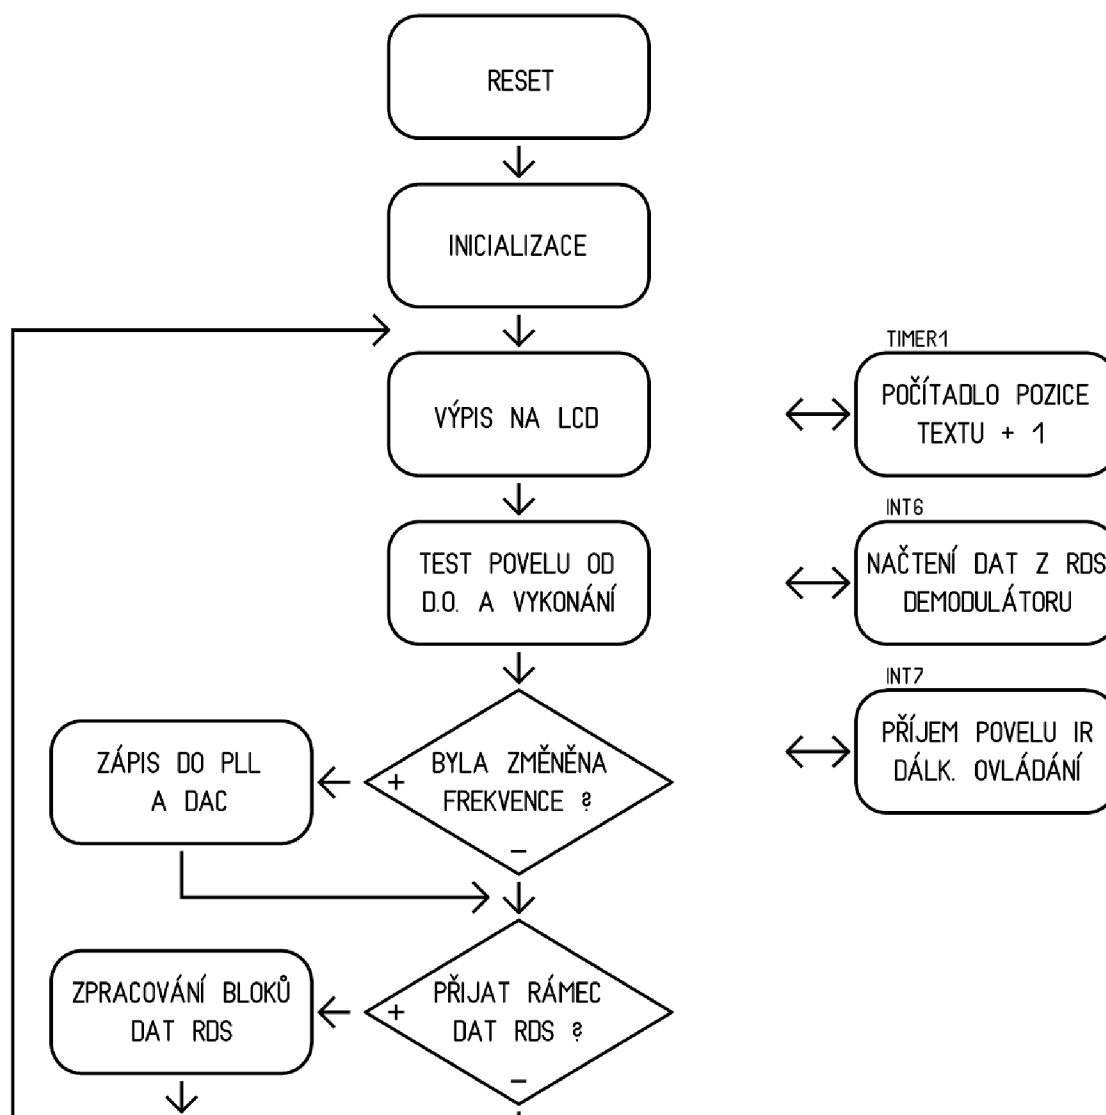 RESET
INICIALIZACE
VÝPIS NA LCD
TEST POVELU OD
D.O. A VYKONÁNÍ
BYLA ZMĚNĚNA
FREKVENCE ?
+
–
ZÁPIS DO PLL
A DAC
PŘIJAT RÁMEC
DAT RDS ?
+
–
ZPRACOVÁNÍ BLOKŮ
DAT RDS
TIMER1
POČÍTADLO POZICE
TEXTU + 1
INT6
NAČTENÍ DAT Z RDS
DEMODULÁTORU
INT7
PŘÍJEM POVELU IR
DÁLK. OVLÁDÁNÍ